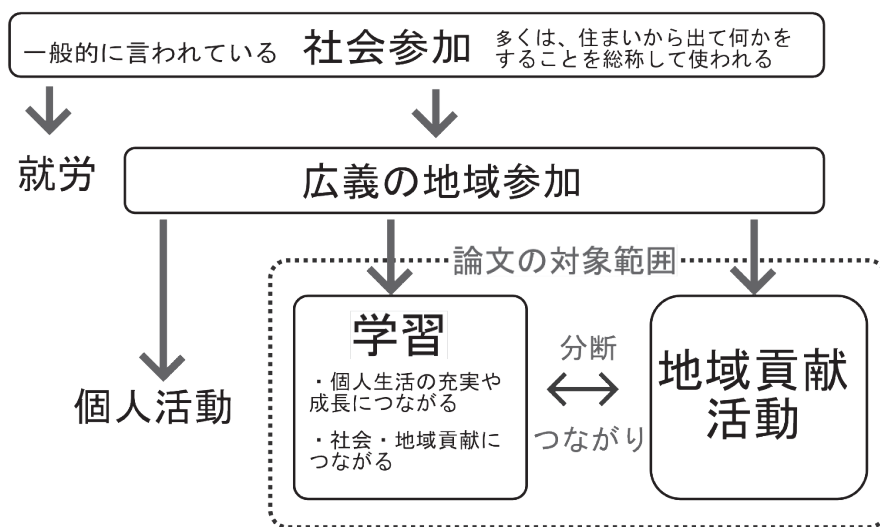 一般的に言われている 社会参加 多くは、住まいから出て何かを
することを総称して使われる
就労
広義の地域参加
論文の対象範囲
学習
・個人生活の充実や
成長につながる
・社会・地域貢献に
つながる
分断
つながり
地域貢献
活動
個人活動